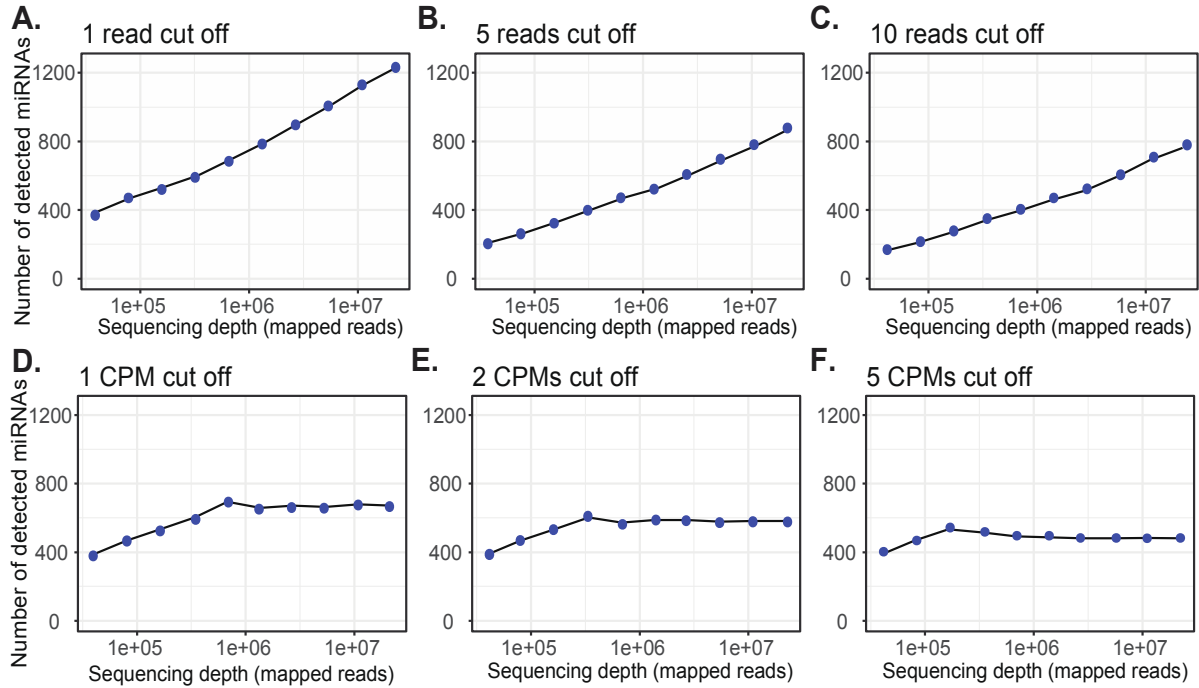 A.
1 read cut off
B.
5 reads cut off
C.
10 reads cut off
Number of detected miRNAs
1200
800
400
0
1200
800
400
0
1200
800
400
0
1e+05 1e+06 1e+07
1e+05 1e+06 1e+07
1e+05 1e+06 1e+07
Sequencing depth (mapped reads)
Sequencing depth (mapped reads)
Sequencing depth (mapped reads)
D.
1 CPM cut off
E.
2 CPMs cut off
F.
5 CPMs cut off
Number of detected miRNAs
1200
800
400
0
1200
800
400
0
1200
800
400
0
1e+05 1e+06 1e+07
1e+05 1e+06 1e+07
1e+05 1e+06 1e+07
Sequencing depth (mapped reads)
Sequencing depth (mapped reads)
Sequencing depth (mapped reads)